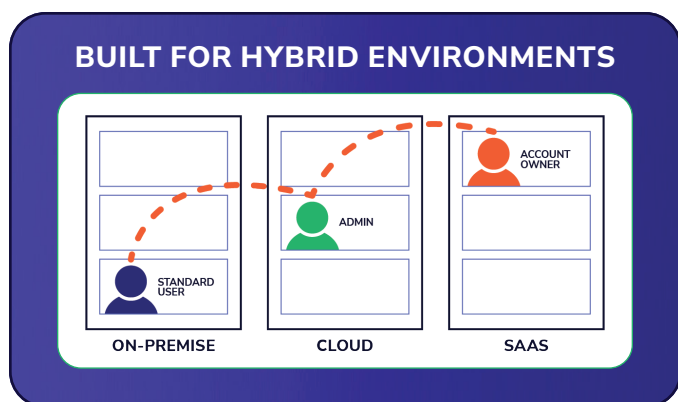 BUILT FOR HYBRID ENVIRONMENTS
ACCOUNT
OWNER
ADMIN
STANDARD
USER
ON-PREMISE
CLOUD
SAAS